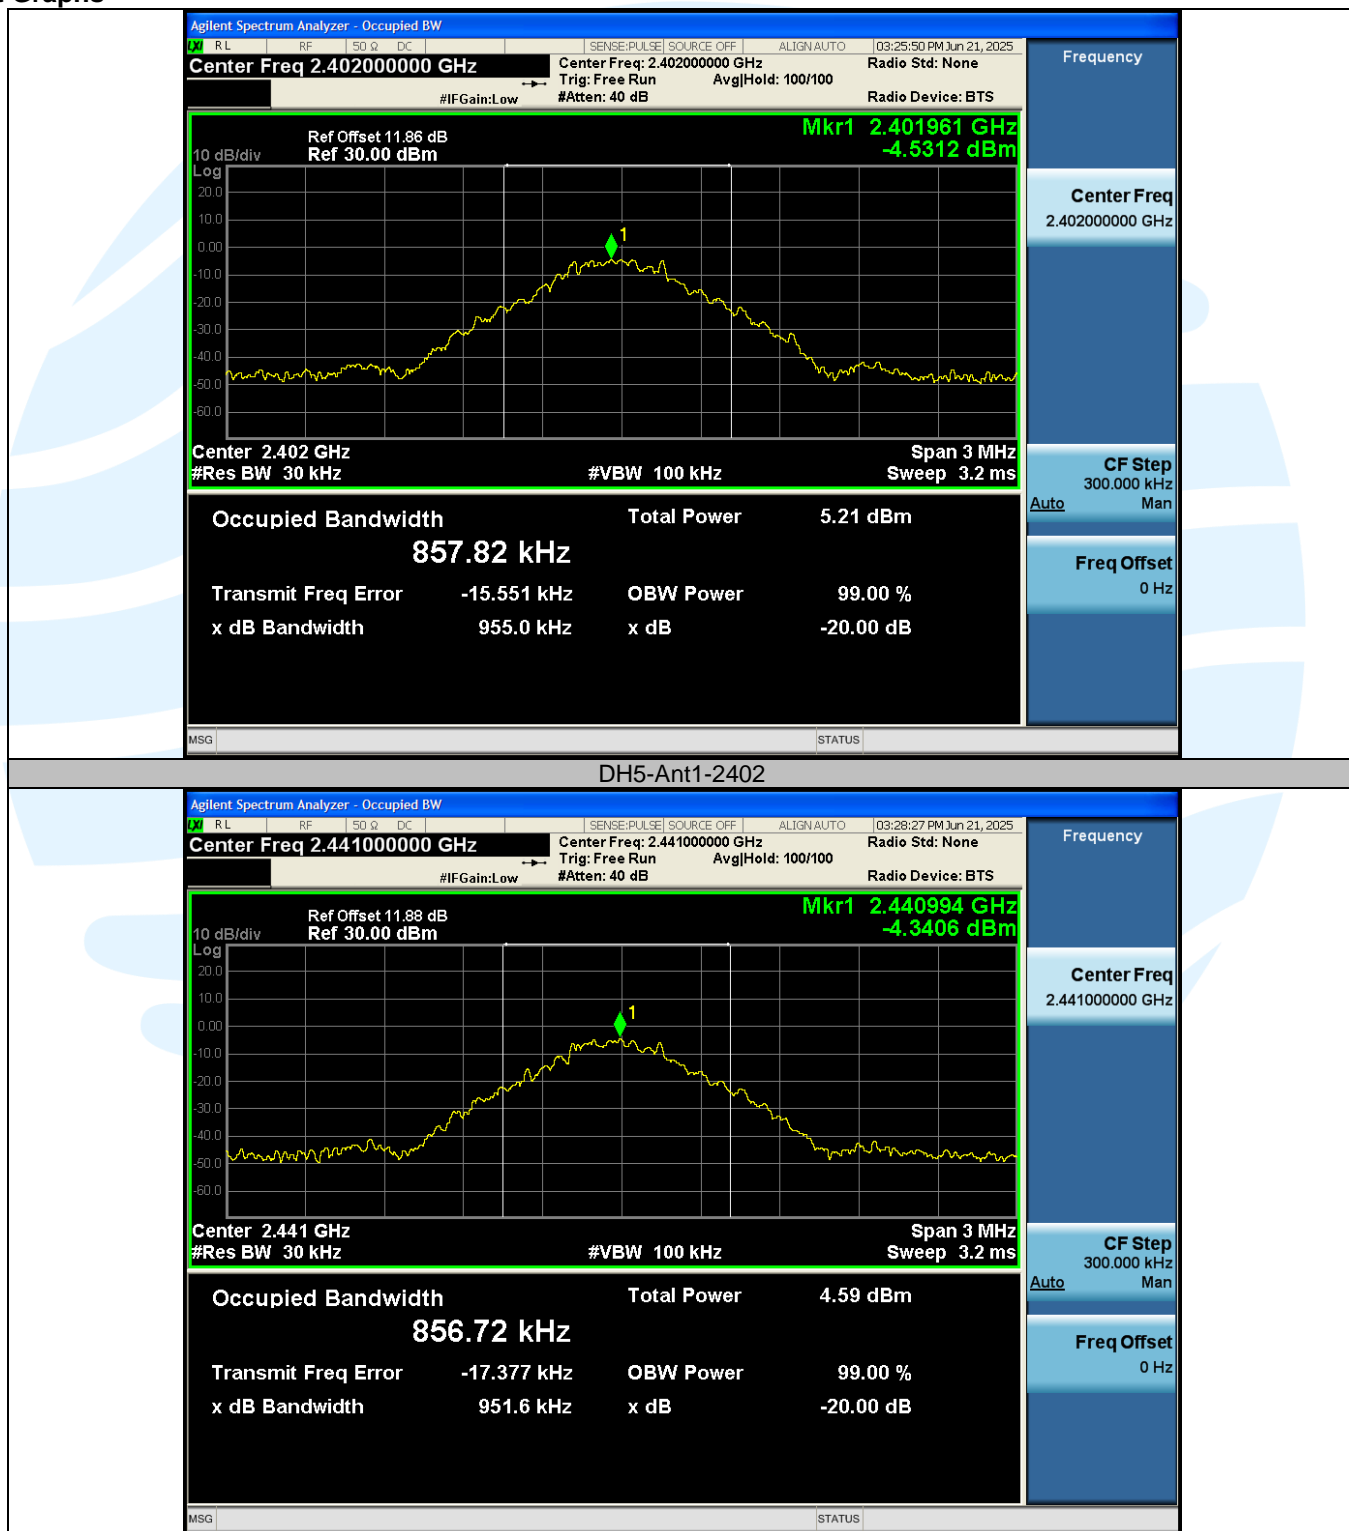 Graphs
Agilent Spectrum Analyzer - Occupied BW
LXI RL RF 50 Ω DC SENSE:PULSE SOURCE OFF ALIGN AUTO 03:25:50 PM Jun 21, 2025
Center Freq 2.402000000 GHz Center Freq: 2.402000000 GHz Radio Std: None
Trig: Free Run Avg|Hold: 100/100
#IFGain:Low #Atten: 40 dB Radio Device: BTS
Frequency
Mkr1 2.401961 GHz
-4.5312 dBm
Ref Offset 11.86 dB
10 dB/div Ref 30.00 dBm
Log
20.0
10.0
0.00
-10.0
-20.0
-30.0
-40.0
-50.0
-60.0
1
Center 2.402 GHz Span 3 MHz
#Res BW 30 kHz #VBW 100 kHz Sweep 3.2 ms
Occupied Bandwidth Total Power 5.21 dBm
857.82 kHz
Transmit Freq Error -15.551 kHz OBW Power 99.00 %
x dB Bandwidth 955.0 kHz x dB -20.00 dB
Center Freq
2.402000000 GHz
CF Step
300.000 kHz
Auto Man
Freq Offset
0 Hz
MSG STATUS
DH5-Ant1-2402
Agilent Spectrum Analyzer - Occupied BW
LXI RL RF 50 Ω DC SENSE:PULSE SOURCE OFF ALIGN AUTO 03:28:27 PM Jun 21, 2025
Center Freq 2.441000000 GHz Center Freq: 2.441000000 GHz Radio Std: None
Trig: Free Run Avg|Hold: 100/100
#IFGain:Low #Atten: 40 dB Radio Device: BTS
Frequency
Mkr1 2.440994 GHz
-4.3406 dBm
Ref Offset 11.88 dB
10 dB/div Ref 30.00 dBm
Log
20.0
10.0
0.00
-10.0
-20.0
-30.0
-40.0
-50.0
-60.0
1
Center 2.441 GHz Span 3 MHz
#Res BW 30 kHz #VBW 100 kHz Sweep 3.2 ms
Occupied Bandwidth Total Power 4.59 dBm
856.72 kHz
Transmit Freq Error -17.377 kHz OBW Power 99.00 %
x dB Bandwidth 951.6 kHz x dB -20.00 dB
Center Freq
2.441000000 GHz
CF Step
300.000 kHz
Auto Man
Freq Offset
0 Hz
MSG STATUS